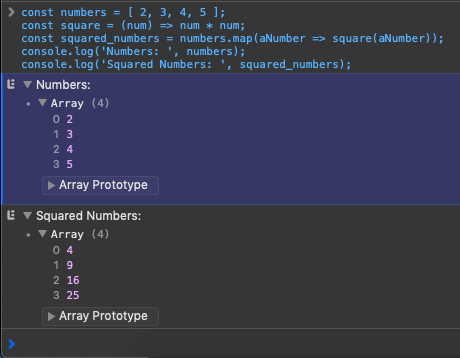 const numbers = [ 2, 3, 4, 5 ];
const square = (num) => num * num;
const squared_numbers = numbers.map(aNumber => square(aNumber));
console.log('Numbers: ', numbers);
console.log('Squared Numbers: ', squared_numbers);
Numbers:
Array (4)
0 2
1 3
2 4
3 5
Array Prototype
Squared Numbers:
Array (4)
0 4
1 9
2 16
3 25
Array Prototype